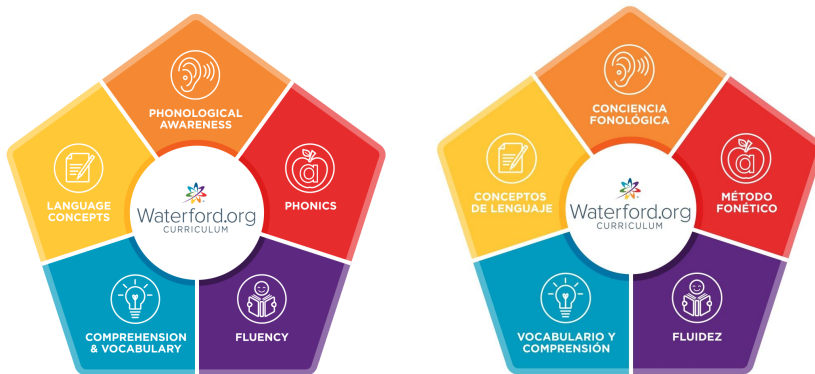 PHONOLOGICAL
AWARENESS
LANGUAGE
CONCEPTS
a
PHONICS
Waterford.org
CURRICULUM
COMPREHENSION
& VOCABULARY
FLUENCY
CONCIENCIA
FONOLÓGICA
CONCEPTOS
DE LENGUAJE
a
MÉTODO
FONÉTICO
Waterford.org
CURRICULUM
VOCABULARIO Y
COMPRENSIÓN
FLUIDEZ